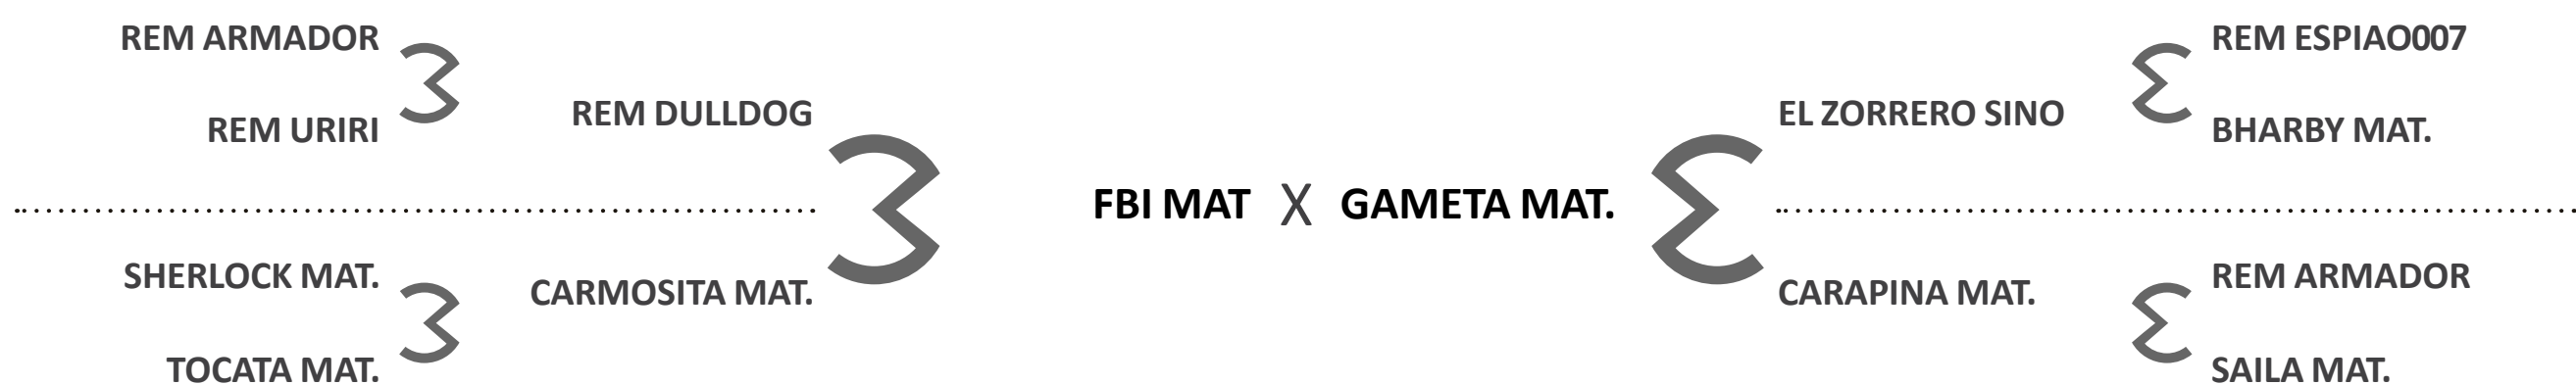 REM ARMADOR
REM URIRI
REM DULLDOG
SHERLOCK MAT.
TOCATA MAT.
CARMOSITA MAT.
FBI MAT X GAMETA MAT.
EL ZORRERO SINO
REM ESPIAO007
BHARBY MAT.
CARAPINA MAT.
REM ARMADOR
SAILA MAT.